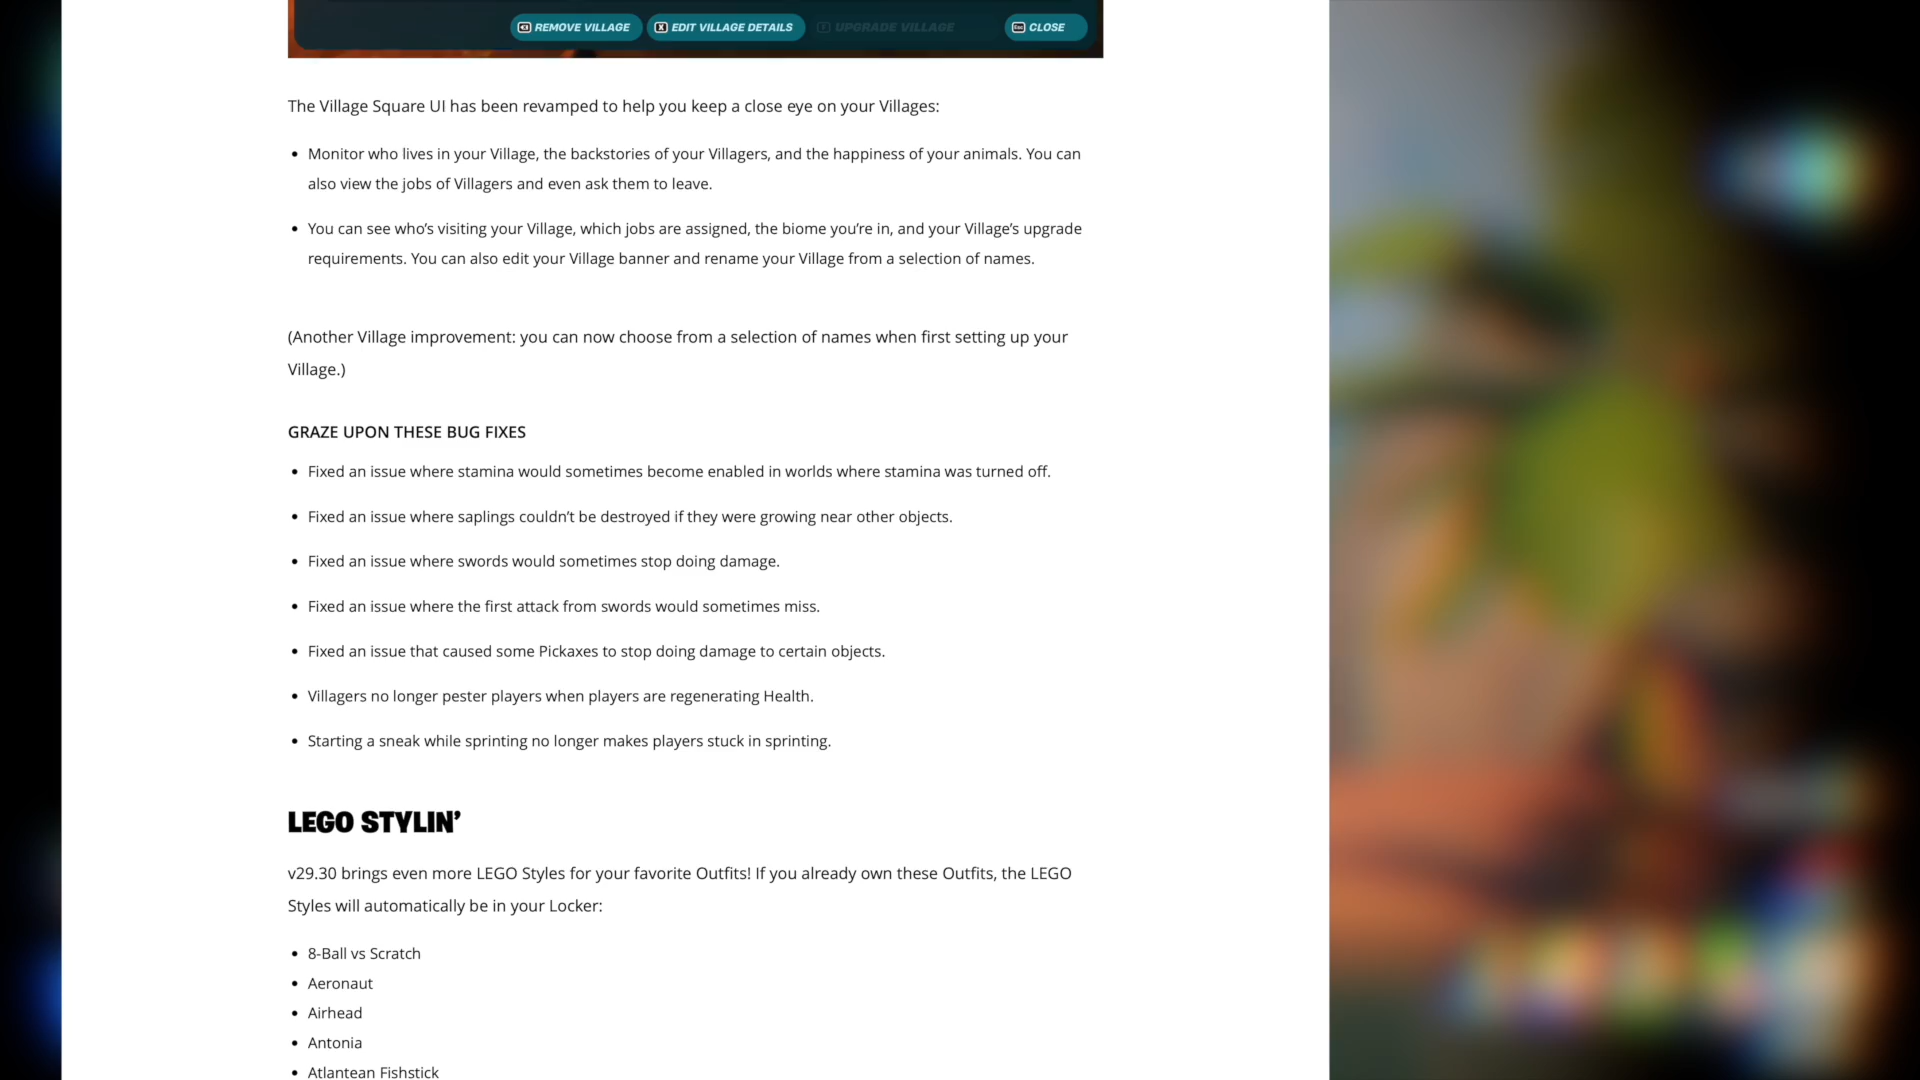 REMOVE VILLAGE EDIT VILLAGE DETAILS UPGRADE VILLAGE Esc CLOSE
The Village Square UI has been revamped to help you keep a close eye on your Villages:
• Monitor who lives in your Village, the backstories of your Villagers, and the happiness of your animals. You can
also view the jobs of Villagers and even ask them to leave.
• You can see who’s visiting your Village, which jobs are assigned, the biome you’re in, and your Village’s upgrade
requirements. You can also edit your Village banner and rename your Village from a selection of names.
(Another Village improvement: you can now choose from a selection of names when first setting up your
Village.)
GRAZE UPON THESE BUG FIXES
• Fixed an issue where stamina would sometimes become enabled in worlds where stamina was turned off.
• Fixed an issue where saplings couldn’t be destroyed if they were growing near other objects.
• Fixed an issue where swords would sometimes stop doing damage.
• Fixed an issue where the first attack from swords would sometimes miss.
• Fixed an issue that caused some Pickaxes to stop doing damage to certain objects.
• Villagers no longer pester players when players are regenerating Health.
• Starting a sneak while sprinting no longer makes players stuck in sprinting.
LEGO STYLIN’
v29.30 brings even more LEGO Styles for your favorite Outfits! If you already own these Outfits, the LEGO
Styles will automatically be in your Locker:
• 8-Ball vs Scratch
• Aeronaut
• Airhead
• Antonia
• Atlantean Fishstick